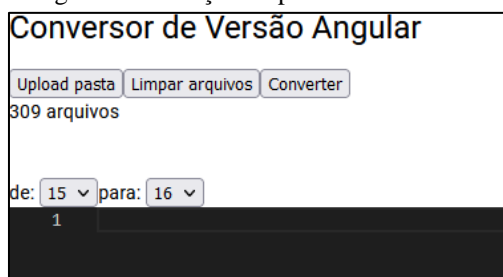 Conversor de Versão Angular
Upload pasta Limpar arquivos Converter
309 arquivos
de: 15 para: 16
1